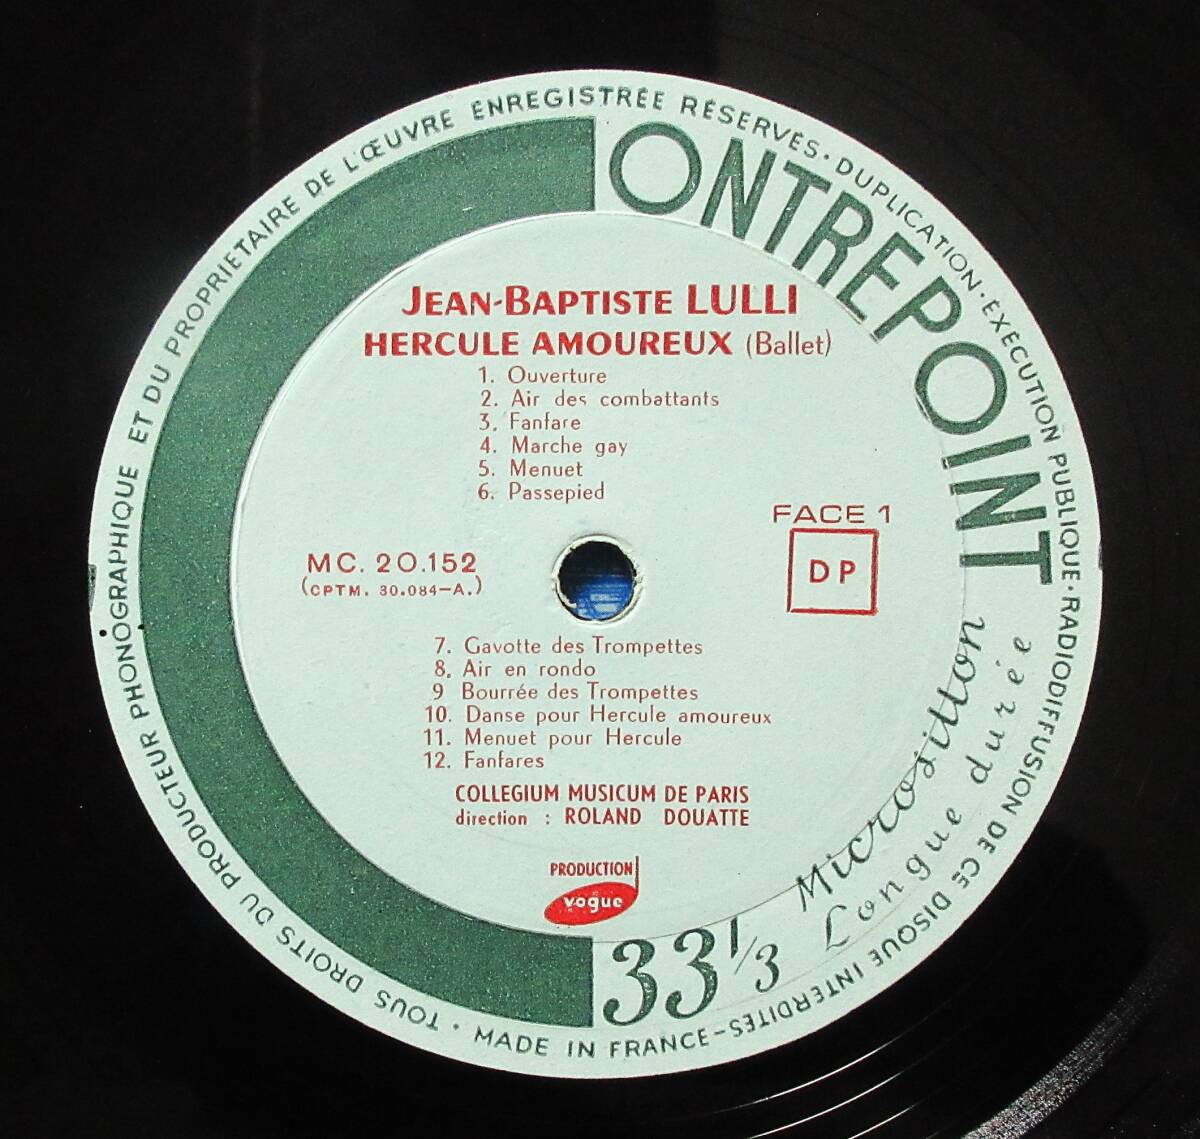 TOUS DROITS DU PRODUCTEUR PHONOGRAPHIQUE ET DU PROPRIETAIRE DE L'ŒUVRE ENREGISTRÉE RÉSERVÉS · DUPLICATION · EXÉCUTION PUBLIQUE · RADIODIFFUSION DE CE DISQUE INTERDITES – MADE IN FRANCE ·
CONTREPOINT
JEAN-BAPTISTE LULLI
HERCULE AMOUREUX (Ballet)
1. Ouverture
2. Air des combattants
3. Fanfare
4. Marche gay
5. Menuet
6. Passepied
FACE 1
DP
MC. 20.152
(CPTM. 30.084-A.)
7. Gavotte des Trompettes
8. Air en rondo
9 Bourrée des Trompettes
10. Danse pour Hercule amoureux
11. Menuet pour Hercule
12. Fanfares
COLLEGIUM MUSICUM DE PARIS
direction : ROLAND DOUATTE
PRODUCTION
vogue
33 1/3
Microsillon
Longue durée